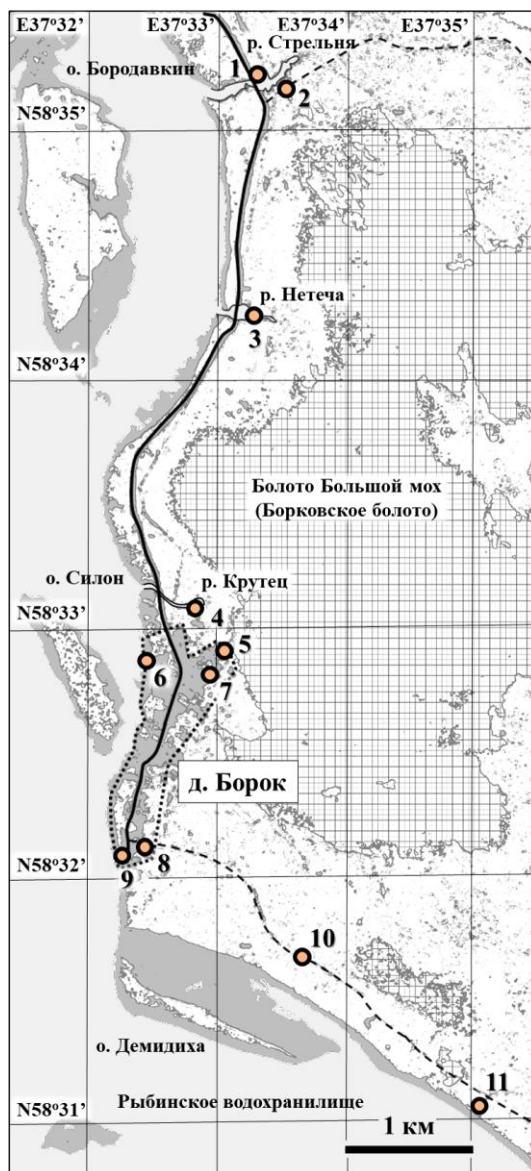 E37°32’ E37°33’ E37°34’ E37°35’
р. Стрельня
о. Бородавкин
1
2
N58°35’
р. Нетеча
3
N58°34’
Болото Большой мох
(Борковское болото)
о. Силон
р. Крутец
4
N58°33’
5
6
7
д. Борок
8
N58°32’
9
10
о. Демидиха
11
Рыбинское водохранилище
N58°31’
1 км